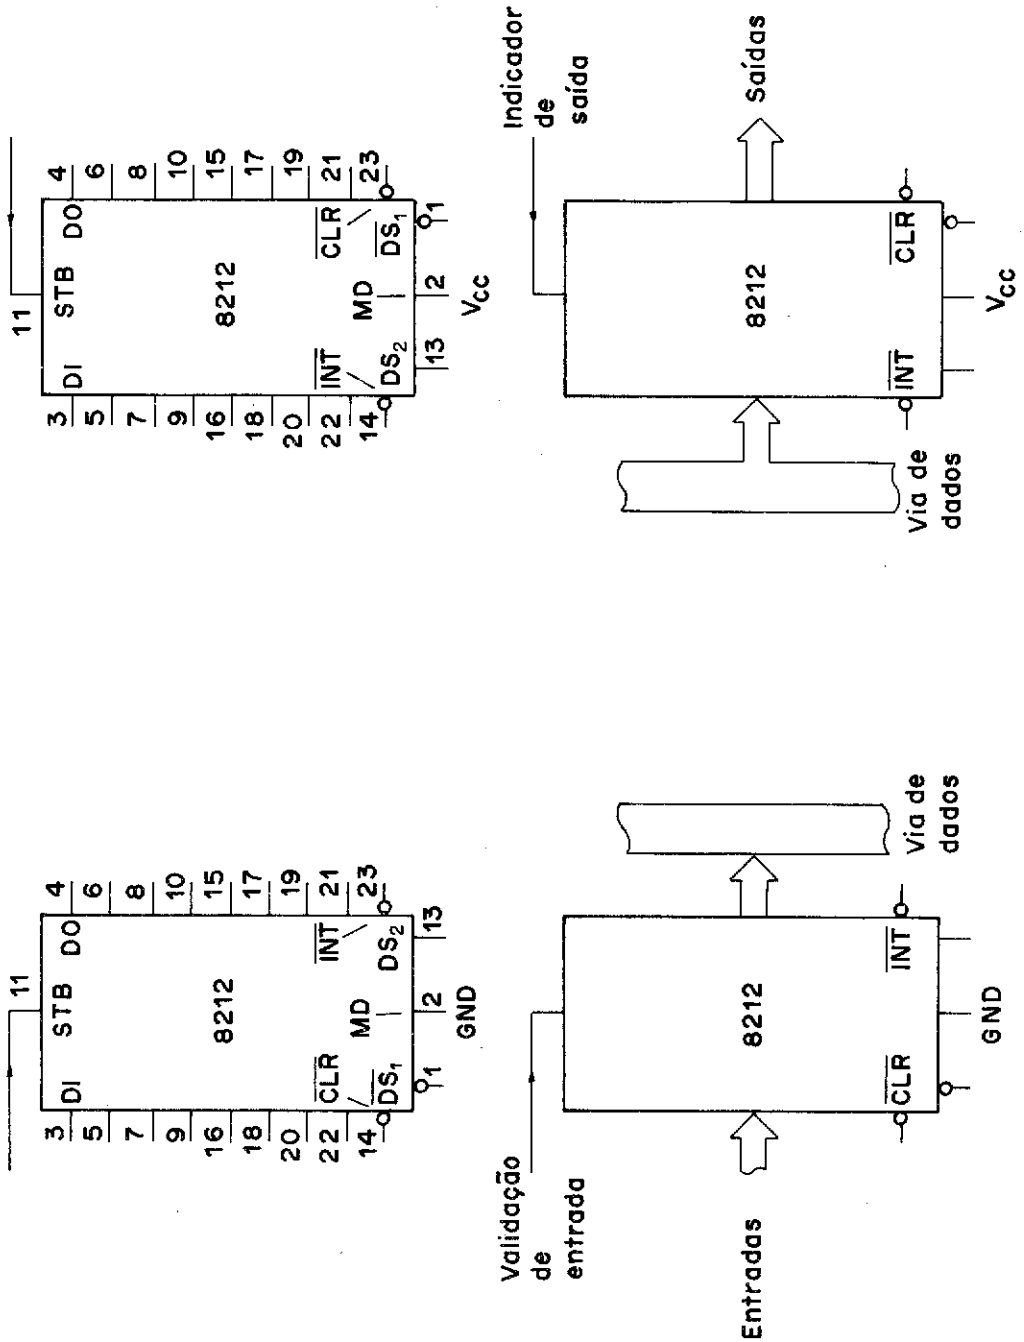 11
STB
DI DO
3 4
5 6
7 8
9 10
16 15
18 17
20 19
22 21
14 23
8212
CLR INT
MD
DS1 DS2
1 2 13
GND
11
STB
DI DO
3 4
5 6
7 8
9 10
16 15
18 17
20 19
22 21
14 23
8212
INT CLR
MD
DS2 DS1
13 2 1
VCC
Validação
de
entrada
Entradas
8212
CLR INT
GND
Via de
dados
Indicador
de
saída
Via de
dados
8212
INT CLR
VCC
Saídas